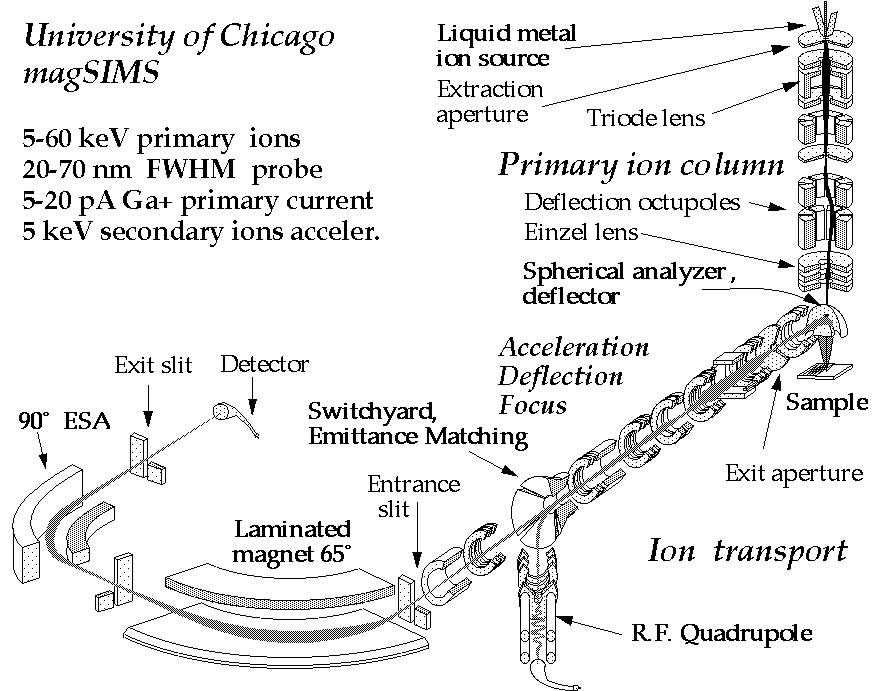 University of Chicago
magSIMS
5-60 keV primary ions
20-70 nm FWHM probe
5-20 pA Ga+ primary current
5 keV secondary ions acceler.
Liquid metal
ion source
Extraction
aperture
Triode lens
Primary ion column
Deflection octupoles
Einzel lens
Spherical analyzer ,
deflector
Acceleration
Deflection
Focus
Sample
Exit aperture
Exit slit
Detector
90° ESA
Switchyard,
Emittance Matching
Entrance
slit
Laminated
magnet 65°
Ion transport
R.F. Quadrupole